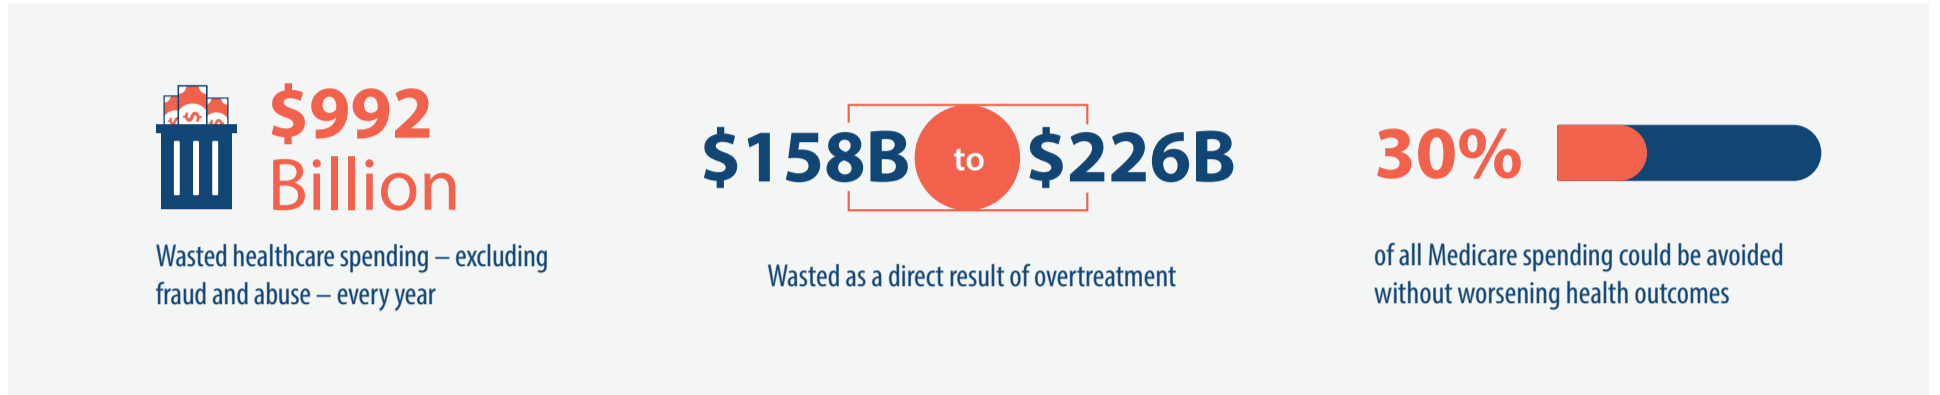 $992
Billion
Wasted healthcare spending – excluding
fraud and abuse – every year
$158B to $226B
Wasted as a direct result of overtreatment
30%
of all Medicare spending could be avoided
without worsening health outcomes